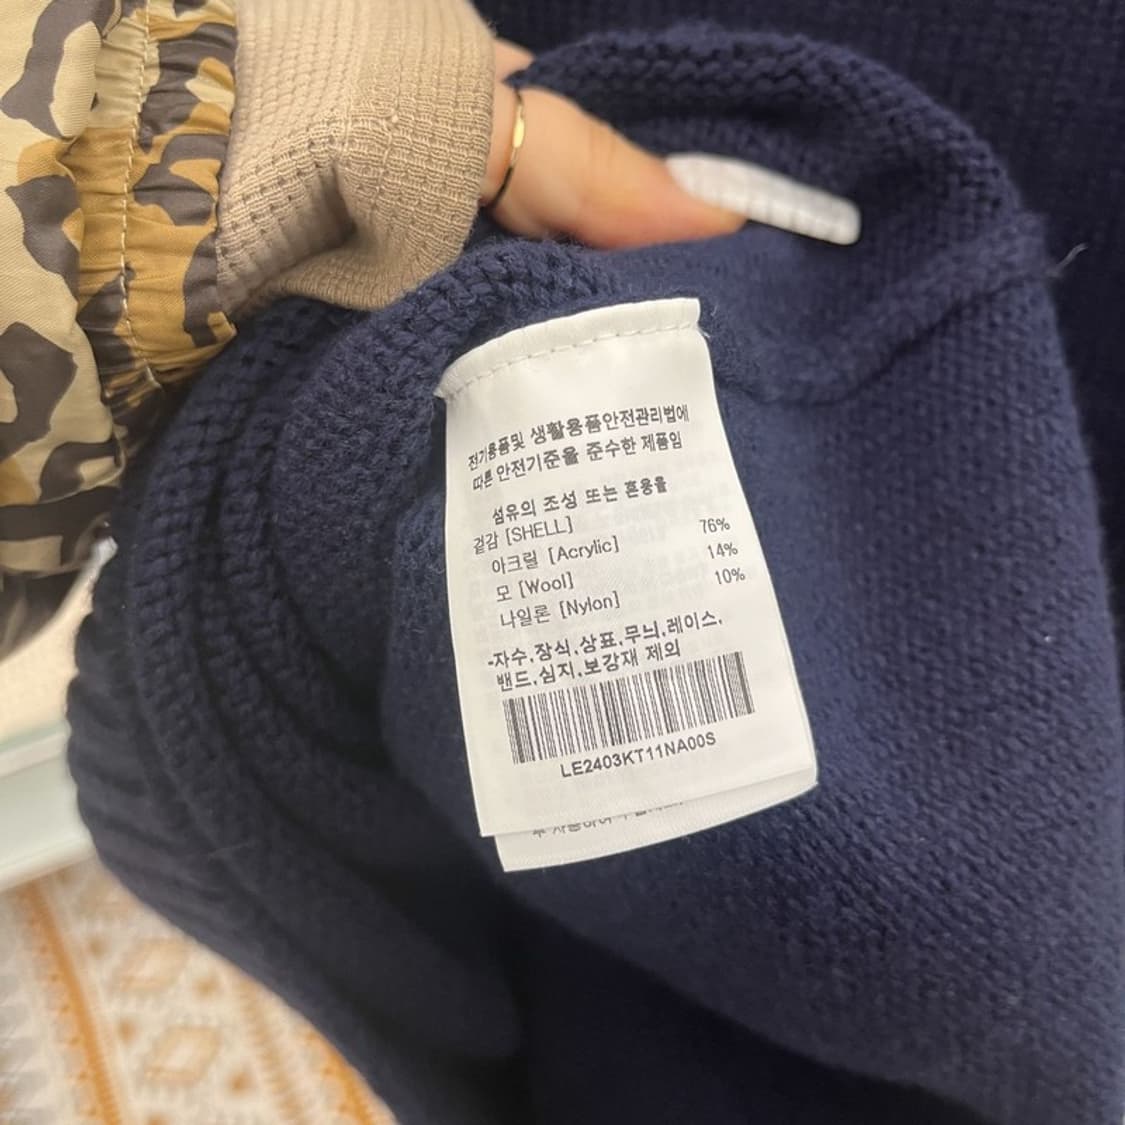 전기용품및 생활용품안전관리법에
따른 안전기준을 준수한 제품임
섬유의 조성 또는 혼용율
겉감 [SHELL]
아크릴 [Acrylic] 76%
모 [Wool] 14%
나일론 [Nylon] 10%
-자수.장식.상표.무늬.레이스.
밴드.심지.보강재 제외
LE2403KT11NA00S